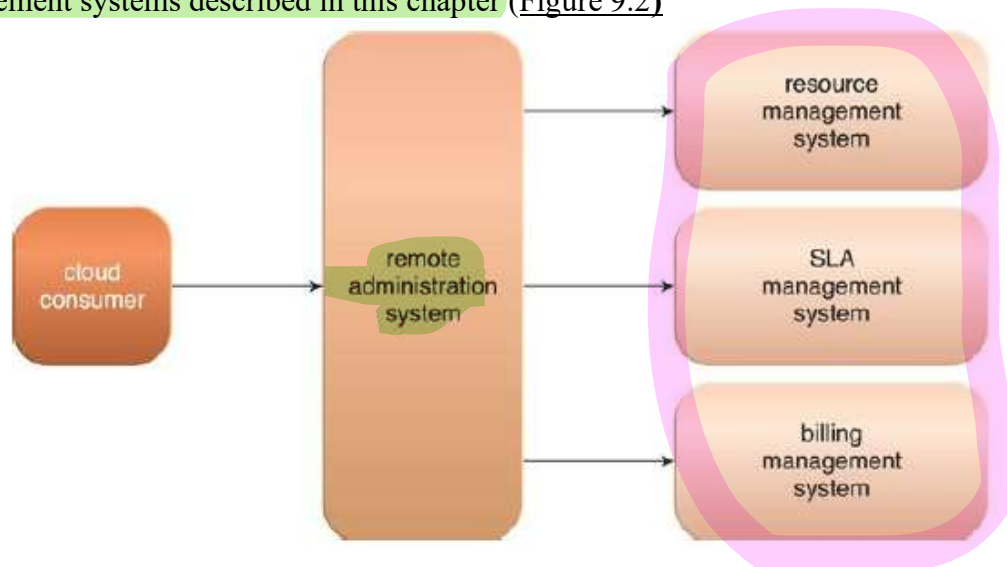 ement systems described in this chapter (Figure 9.2)
cloud
consumer
remote
administration
system
resource
management
system
SLA
management
system
billing
management
system